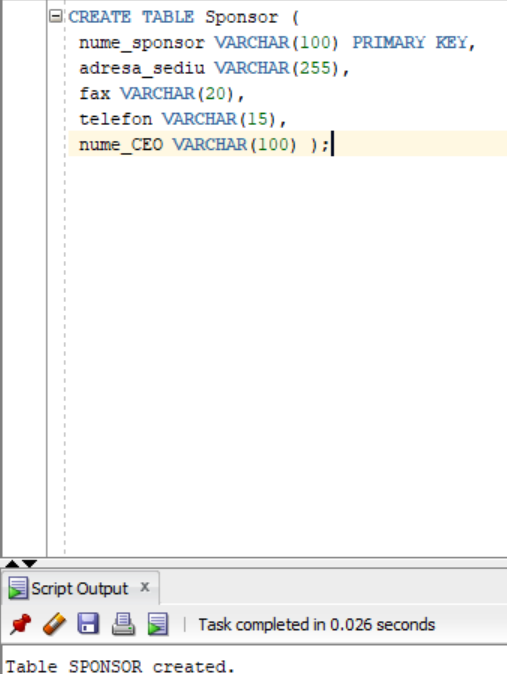 CREATE TABLE Sponsor (
nume_sponsor VARCHAR(100) PRIMARY KEY,
adresa_sediu VARCHAR(255),
fax VARCHAR(20),
telefon VARCHAR(15),
nume_CEO VARCHAR(100) );
Script Output x
Task completed in 0.026 seconds
Table SPONSOR created.